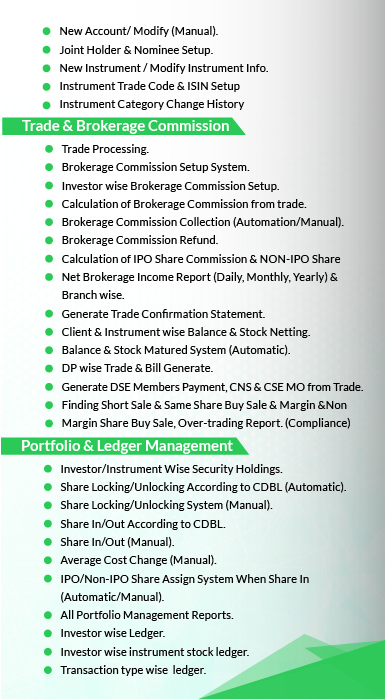 New Account/ Modify (Manual).
Joint Holder & Nominee Setup.
New Instrument / Modify Instrument Info.
Instrument Trade Code & ISIN Setup
Instrument Category Change History
Trade & Brokerage Commission
Trade Processing.
Brokerage Commission Setup System.
Investor wise Brokerage Commission Setup.
Calculation of Brokerage Commission from trade.
Brokerage Commission Collection (Automation/Manual).
Brokerage Commission Refund.
Calculation of IPO Share Commission & NON-IPO Share
Net Brokerage Income Report (Daily, Monthly, Yearly) &
Branch wise.
Generate Trade Confirmation Statement.
Client & Instrument wise Balance & Stock Netting.
Balance & Stock Matured System (Automatic).
DP wise Trade & Bill Generate.
Generate DSE Members Payment, CNS & CSE MO from Trade.
Finding Short Sale & Same Share Buy Sale & Margin &Non
Margin Share Buy Sale, Over-trading Report. (Compliance)
Portfolio & Ledger Management
Investor/Instrument Wise Security Holdings.
Share Locking/Unlocking According to CDBL (Automatic).
Share Locking/Unlocking System (Manual).
Share In/Out According to CDBL.
Share In/Out (Manual).
Average Cost Change (Manual).
IPO/Non-IPO Share Assign System When Share In
(Automatic/Manual).
All Portfolio Management Reports.
Investor wise Ledger.
Investor wise instrument stock ledger.
Transaction type wise ledger.